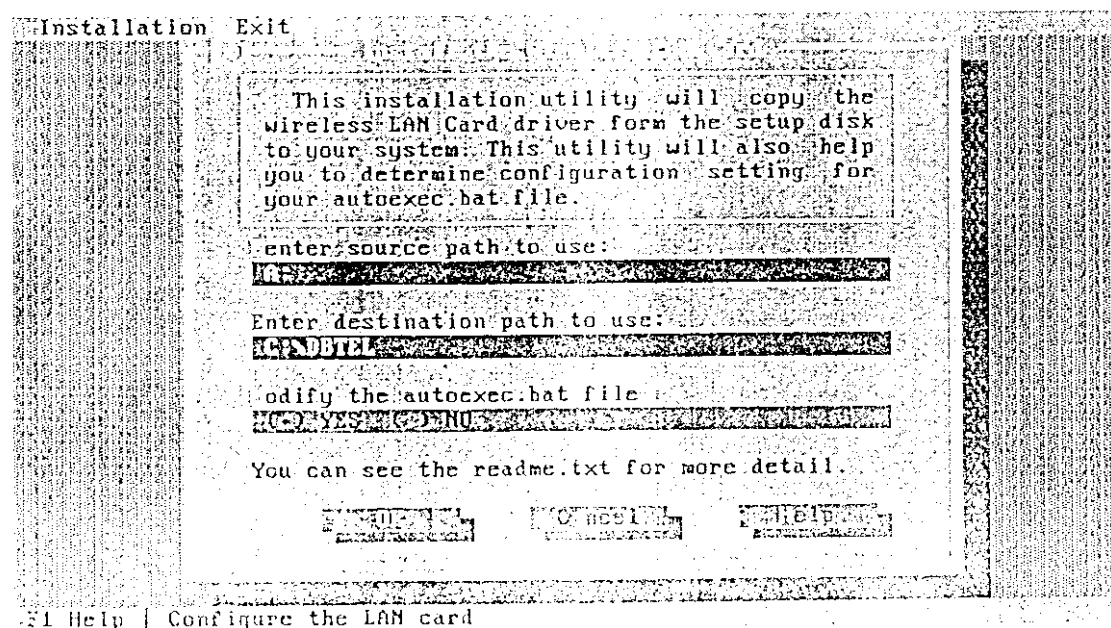 Installation Exit
This installation utility will copy the
wireless LAN Card driver form the setup disk
to your system. This utility will also help
you to determine configuration setting for
your autoexec.bat file.
enter source path to use:
A:
Enter destination path to use:
C:\DBTEL
odify the autoexec.bat file
(•) YES ( ) NO
You can see the readme.txt for more detail.
Cancel Help
F1 Help | Configure the LAN card